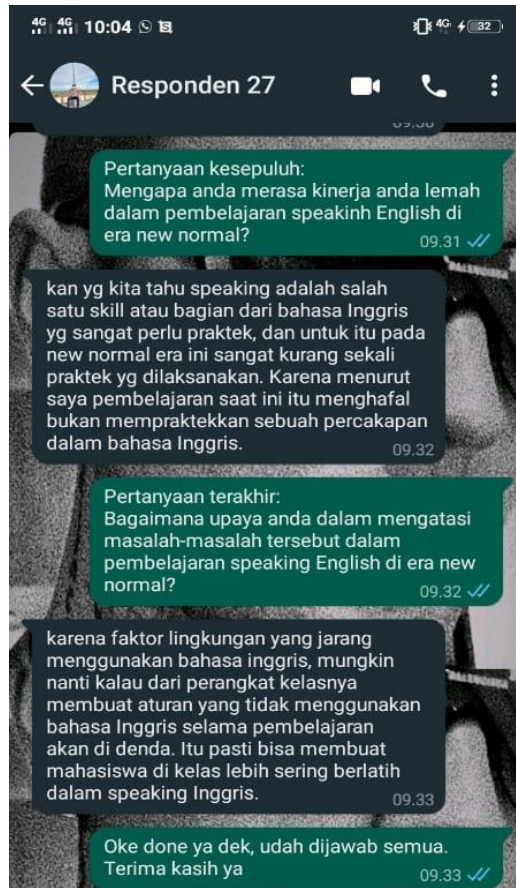 4G 4G 10:04
4G 32
Responden 27
Pertanyaan kesepuluh:
Mengapa anda merasa kinerja anda lemah
dalam pembelajaran speakinh English di
era new normal?
09.31
kan yg kita tahu speaking adalah salah
satu skill atau bagian dari bahasa Inggris
yg sangat perlu praktek, dan untuk itu pada
new normal era ini sangat kurang sekali
praktek yg dilaksanakan. Karena menurut
saya pembelajaran saat ini itu menghafal
bukan mempraktekkan sebuah percakapan
dalam bahasa Inggris.
09.32
Pertanyaan terakhir:
Bagaimana upaya anda dalam mengatasi
masalah-masalah tersebut dalam
pembelajaran speaking English di era new
normal?
09.32
karena faktor lingkungan yang jarang
menggunakan bahasa inggris, mungkin
nanti kalau dari perangkat kelasnya
membuat aturan yang tidak menggunakan
bahasa Inggris selama pembelajaran
akan di denda. Itu pasti bisa membuat
mahasiswa di kelas lebih sering berlatih
dalam speaking Inggris.
09.33
Oke done ya dek, udah dijawab semua.
Terima kasih ya
09.33